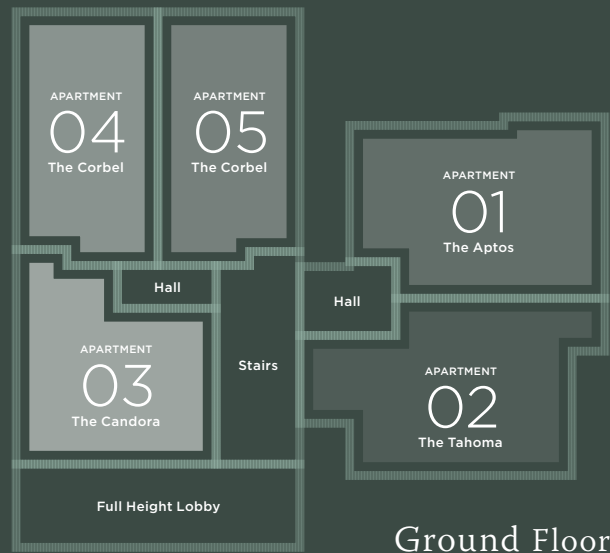 APARTMENT
04
The Corbel
APARTMENT
05
The Corbel
APARTMENT
01
The Aptos
Hall
Hall
Stairs
APARTMENT
03
The Candora
APARTMENT
02
The Tahoma
Full Height Lobby
Ground Floor